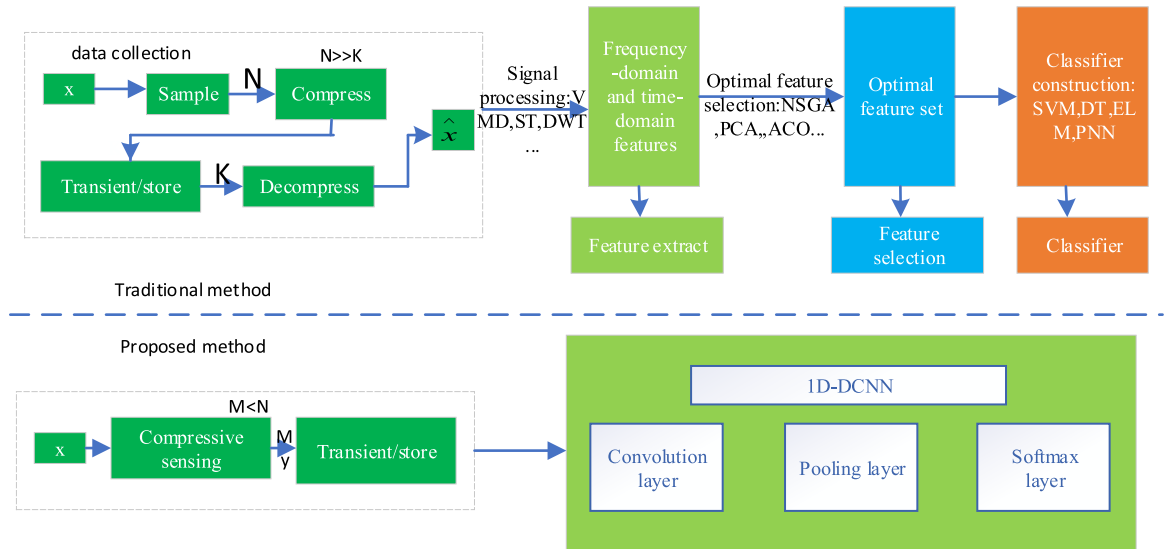 data collection
x
Sample
N
N>>K
Compress
Transient/store
K
Decompress
x̂
Signal
processing:V
MD,ST,DWT
...
Frequency
-domain
and time-
domain
features
Optimal feature
selection:NSGA
,PCA,,ACO...
Optimal
feature set
Classifier
construction:
SVM,DT,EL
M,PNN
Feature extract
Feature
selection
Classifier
Traditional method
Proposed method
x
M<N
Compressive
sensing
M
y
Transient/store
1D-DCNN
Convolution
layer
Pooling layer
Softmax
layer